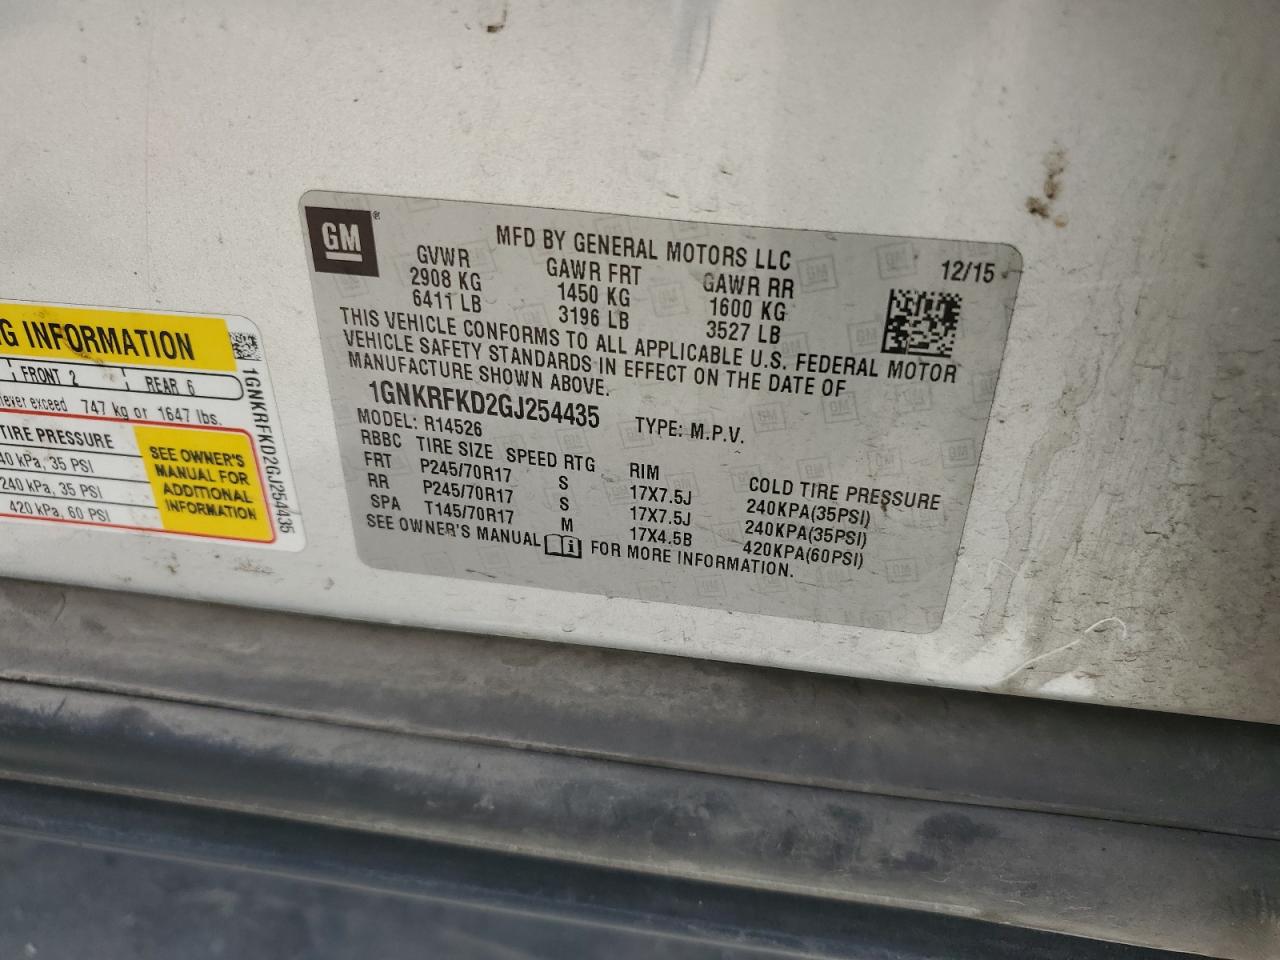 GM
MFD BY GENERAL MOTORS LLC
12/15
GVWR GAWR FRT GAWR RR
2908 KG 1450 KG 1600 KG
6411 LB 3196 LB 3527 LB
THIS VEHICLE CONFORMS TO ALL APPLICABLE U.S. FEDERAL MOTOR
VEHICLE SAFETY STANDARDS IN EFFECT ON THE DATE OF
MANUFACTURE SHOWN ABOVE.
1GNKRFKD2GJ254435 TYPE: M.P.V.
MODEL: R14526
RBBC TIRE SIZE SPEED RTG RIM COLD TIRE PRESSURE
FRT P245/70R17 S 17X7.5J 240KPA(35PSI)
RR P245/70R17 S 17X7.5J 240KPA(35PSI)
SPA T145/70R17 M 17X4.5B 420KPA(60PSI)
SEE OWNER'S MANUAL FOR MORE INFORMATION.
INFORMATION
FRONT 2 REAR 6
never exceed 747 kg or 1647 lbs.
TIRE PRESSURE
35 PSI
240 kPa, 35 PSI
420 kPa, 60 PSI
SEE OWNER'S
MANUAL FOR
ADDITIONAL
INFORMATION
1GNKRFKD2GJ254435